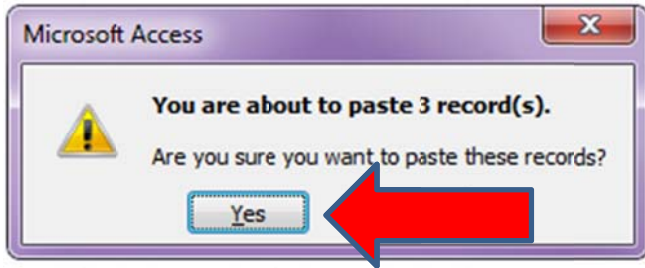 Microsoft Access
You are about to paste 3 record(s).
Are you sure you want to paste these records?
Yes